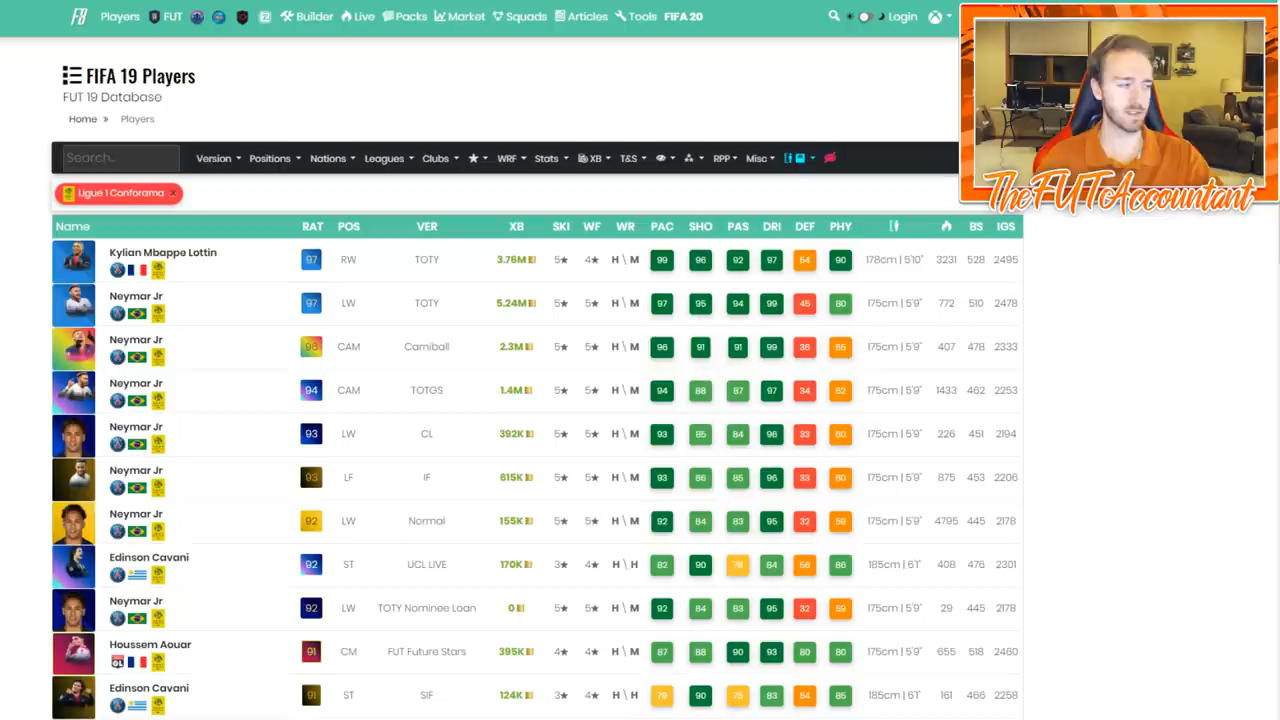 F8 Players FUT Builder Live Packs Market Squads Articles Tools FIFA 20 Login
FIFA 19 Players
FUT 19 Database
Home » Players
Search... Version Positions Nations Leagues Clubs WRF Stats XB T&S RPP Misc
TheFUTAccountant
Ligue 1 Conforama x
Name RAT POS VER XB SKI WF WR PAC SHO PAS DRI DEF PHY BS IGS
Kylian Mbappe Lottin 97 RW TOTY 3.76M 5★ 4★ H \ M 99 96 92 97 54 90 178cm | 5'10" 3231 528 2495
Neymar Jr 97 LW TOTY 5.24M 5★ 5★ H \ M 97 95 94 99 45 80 175cm | 5'9" 772 510 2478
Neymar Jr 96 CAM Carniball 2.3M 5★ 5★ H \ M 96 91 91 99 36 65 175cm | 5'9" 407 478 2333
Neymar Jr 94 CAM TOTGS 1.4M 5★ 5★ H \ M 94 88 87 97 34 62 175cm | 5'9" 1433 462 2253
Neymar Jr 93 LW CL 392K 5★ 5★ H \ M 93 85 84 96 33 60 175cm | 5'9" 226 451 2194
Neymar Jr 93 LF IF 615K 5★ 5★ H \ M 93 86 85 96 33 60 175cm | 5'9" 875 453 2206
Neymar Jr 92 LW Normal 155K 5★ 5★ H \ M 92 84 83 95 32 59 175cm | 5'9" 4795 445 2178
Edinson Cavani 92 ST UCL LIVE 170K 3★ 4★ H \ H 82 90 78 84 56 86 185cm | 6'1" 408 476 2301
Neymar Jr 92 LW TOTY Nominee Loan 0 5★ 5★ H \ M 92 84 83 95 32 59 175cm | 5'9" 29 445 2178
Houssem Aouar 91 CM FUT Future Stars 395K 4★ 4★ H \ M 87 88 90 93 80 80 175cm | 5'9" 655 518 2460
Edinson Cavani 91 ST SIF 124K 3★ 4★ H \ H 79 90 75 83 54 85 185cm | 6'1" 161 466 2258